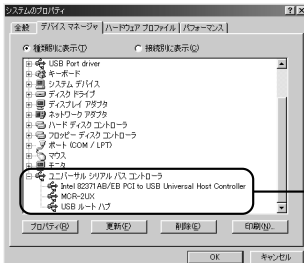 システムのプロパティ
全般 デバイス マネージャ ハードウェア プロファイル パフォーマンス
種類別に表示(T) 接続別に表示(C)
USB Port driver
キーボード
システム デバイス
ディスク ドライブ
ディスプレイ アダプタ
ネットワーク アダプタ
ハード ディスク コントローラ
フロッピー ディスク コントローラ
ポート (COM / LPT)
マウス
モニタ
ユニバーサル シリアル バス コントローラ
Intel 82371AB/EB PCI to USB Universal Host Controller
MCR-2UX
USB ルート ハブ
プロパティ(R) 更新(F) 削除(E) 印刷(N)...
OK キャンセル